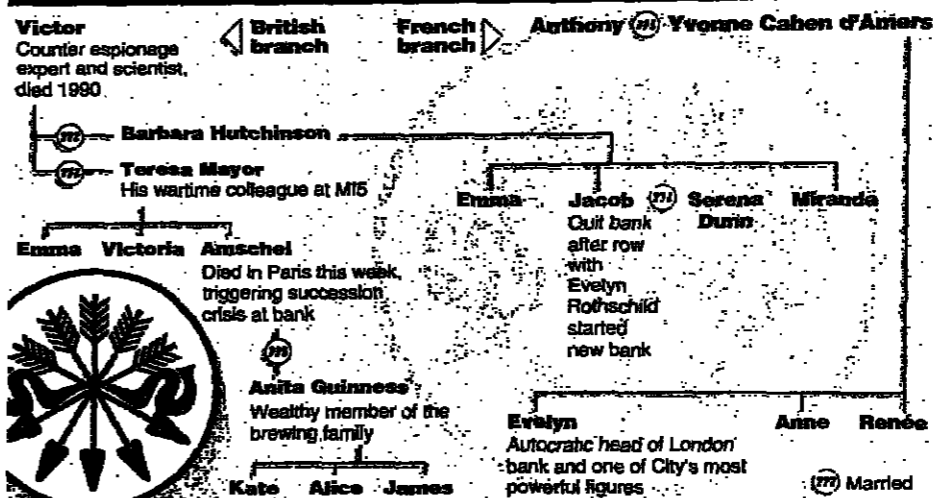 Victor
Counter espionage
expert and scientist,
died 1990
British
branch
French
branch
Anthony m Yvonne Cahen d'Anvers
m Barbara Hutchinson
m Teresa Mayor
His wartime colleague at MI5
Emma Victoria Amschel
Died in Paris this week,
triggering succession
crisis at bank
m
Anita Guinness
Wealthy member of the
brewing family
Kate Alice James
Emma Jacob m Serena
Dunn
Miranda
Quit bank
after row
with
Evelyn
Rothschild
started
new bank
Evelyn Anne Renée
Autocratic head of London
bank and one of City's most
powerful figures
m Married